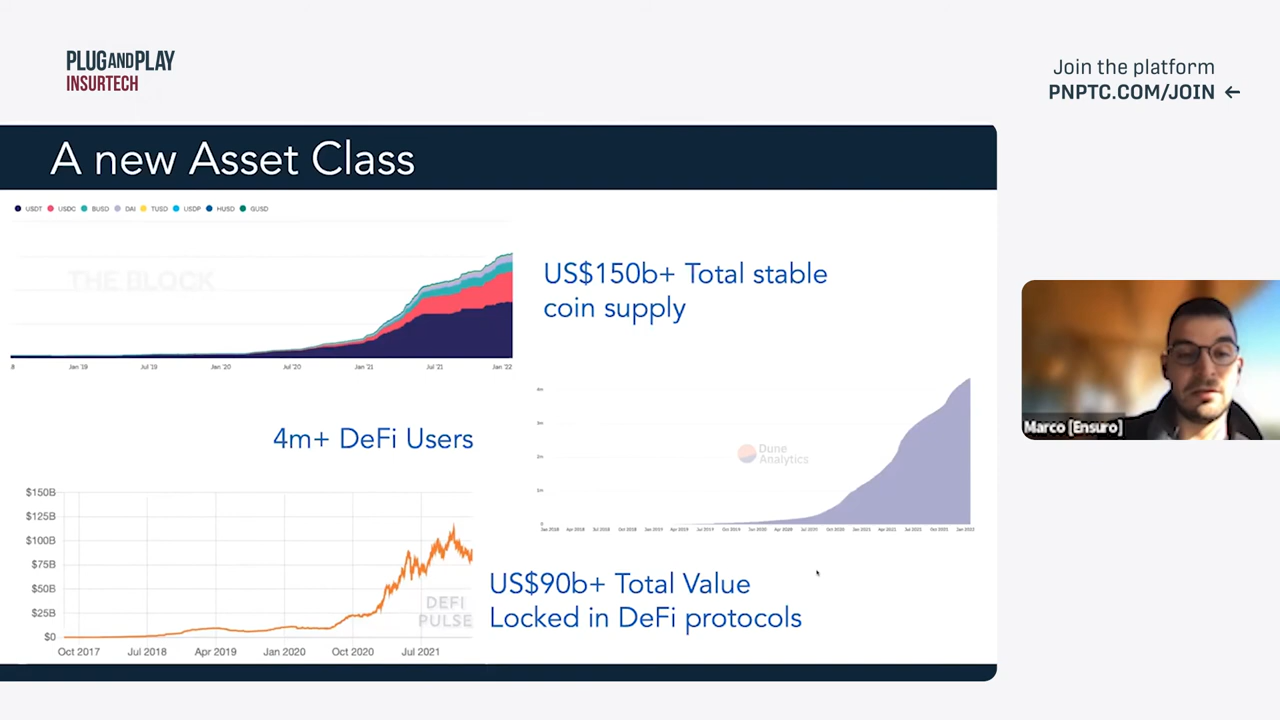 PLUGANDPLAY
INSURTECH
Join the platform
PNPTC.COM/JOIN ←
A new Asset Class
USDT USDC BUSD DAI TUSD USDP HUSD GUSD
THE BLOCK
8 Jan '19 Jul '19 Jan '20 Jul '20 Jan '21 Jul '21 Jan '22
US$150b+ Total stable
coin supply
4m+ DeFi Users
Dune
Analytics
$150B
$125B
$100B
$75B
$50B
$25B
$0
Oct 2017 Jul 2018 Apr 2019 Jan 2020 Oct 2020 Jul 2021
DEFI
PULSE
US$90b+ Total Value
Locked in DeFi protocols
Marco [Ensuro]